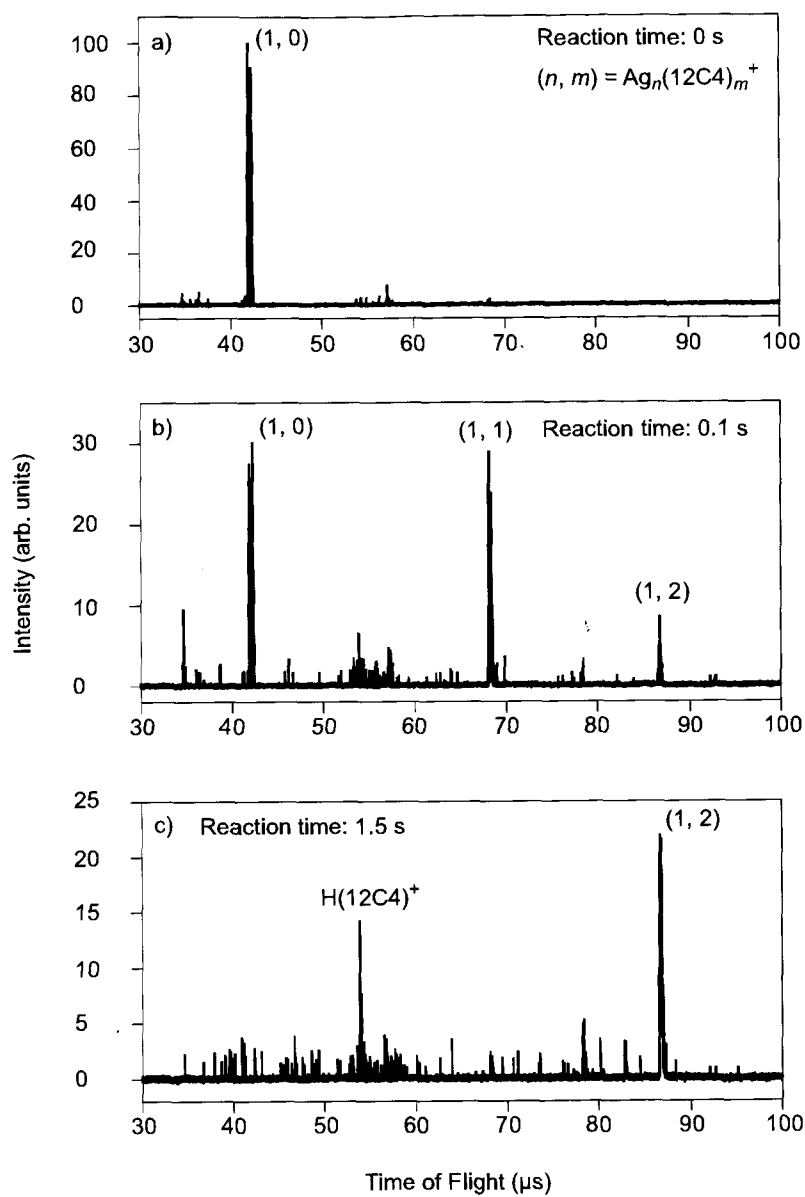 a)
(1, 0)
Reaction time: 0 s
(n, m) = Agₙ(12C4)ₘ⁺
100
80
60
40
20
0
30 40 50 60 70 80 90 100
b)
(1, 0)
(1, 1)
Reaction time: 0.1 s
(1, 2)
30
20
10
0
30 40 50 60 70 80 90 100
Intensity (arb. units)
c)
Reaction time: 1.5 s
(1, 2)
H(12C4)⁺
25
20
15
10
5
0
30 40 50 60 70 80 90 100
Time of Flight (μs)